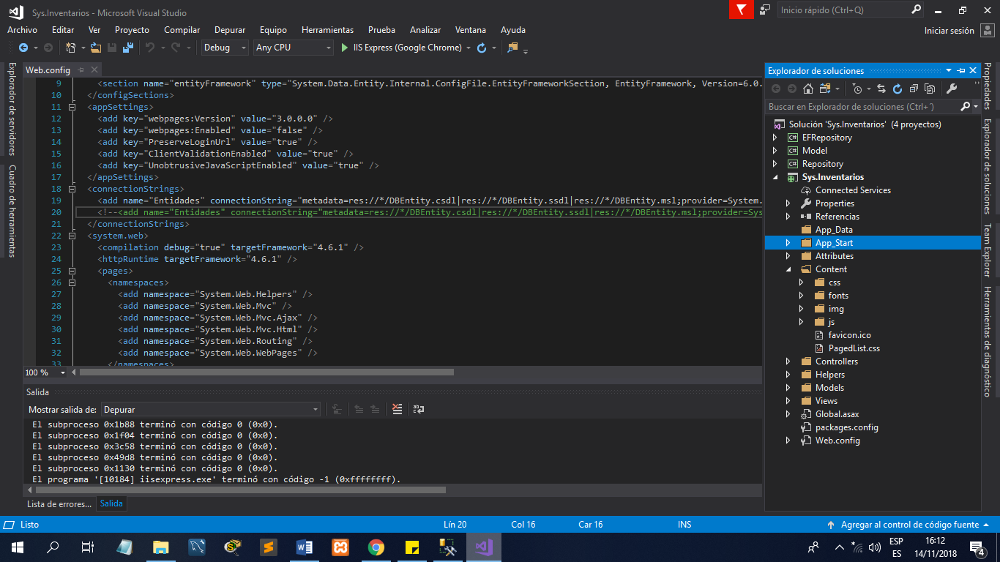 Sys.Inventarios - Microsoft Visual Studio
Inicio rápido (Ctrl+Q)
Archivo Editar Ver Proyecto Compilar Depurar Equipo Herramientas Prueba Analizar Ventana Ayuda
Iniciar sesión
Debug Any CPU IIS Express (Google Chrome)
Explorador de servidores
Cuadro de herramientas
Web.config
9 <section name="entityFramework" type="System.Data.Entity.Internal.ConfigFile.EntityFrameworkSection, EntityFramework, Version=6.0.
10 </configSections>
11 <appSettings>
12 <add key="webpages:Version" value="3.0.0.0" />
13 <add key="webpages:Enabled" value="false" />
14 <add key="PreserveLoginUrl" value="true" />
15 <add key="ClientValidationEnabled" value="true" />
16 <add key="UnobtrusiveJavaScriptEnabled" value="true" />
17 </appSettings>
18 <connectionStrings>
19 <add name="Entidades" connectionString="metadata=res://*/DBEntity.csdl|res://*/DBEntity.ssdl|res://*/DBEntity.msl;provider=System.
20 <!--<add name="Entidades" connectionString="metadata=res://*/DBEntity.csdl|res://*/DBEntity.ssdl|res://*/DBEntity.msl;provider=Sys
21 </connectionStrings>
22 <system.web>
23 <compilation debug="true" targetFramework="4.6.1" />
24 <httpRuntime targetFramework="4.6.1" />
25 <pages>
26 <namespaces>
27 <add namespace="System.Web.Helpers" />
28 <add namespace="System.Web.Mvc" />
29 <add namespace="System.Web.Mvc.Ajax" />
30 <add namespace="System.Web.Mvc.Html" />
31 <add namespace="System.Web.Routing" />
32 <add namespace="System.Web.WebPages" />
33 </namespaces>
100 %
Salida
Mostrar salida de: Depurar
El subproceso 0x1b88 terminó con código 0 (0x0).
El subproceso 0x1f04 terminó con código 0 (0x0).
El subproceso 0x3c58 terminó con código 0 (0x0).
El subproceso 0x49d8 terminó con código 0 (0x0).
El subproceso 0x1130 terminó con código 0 (0x0).
El programa '[10184] iisexpress.exe' terminó con código -1 (0xffffffff).
Lista de errores... Salida
Explorador de soluciones
Buscar en Explorador de soluciones (Ctrl+´)
Solución 'Sys.Inventarios' (4 proyectos)
C# EFRepository
C# Model
C# Repository
Sys.Inventarios
Connected Services
Properties
Referencias
App_Data
App_Start
Attributes
Content
css
fonts
img
js
favicon.ico
PagedList.css
Controllers
Helpers
Models
Views
Global.asax
packages.config
Web.config
Propiedades
Explorador de soluciones
Team Explorer
Herramientas de diagnóstico
Listo Lín 20 Col 16 Car 16 INS Agregar al control de código fuente
ESP
ES
16:12
14/11/2018
4